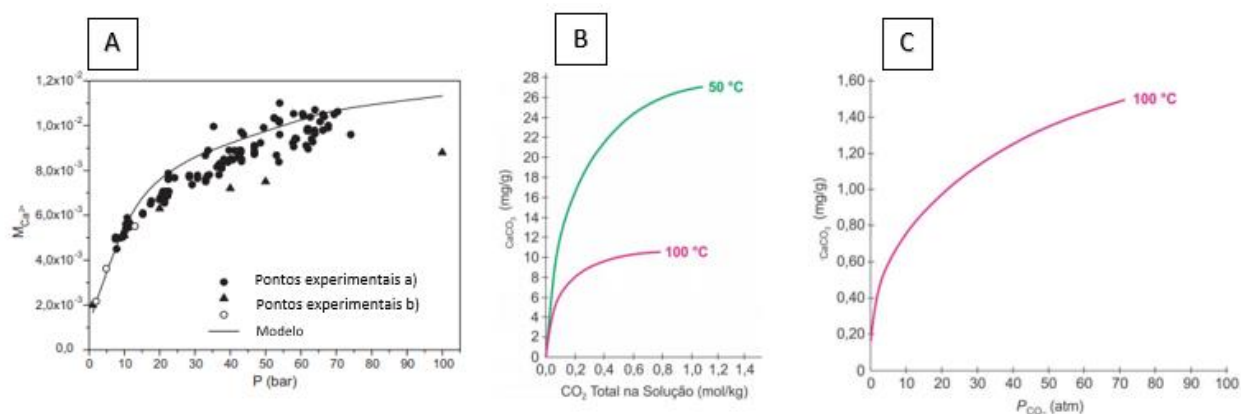 A
1,2x10⁻²
1,0x10⁻²
8,0x10⁻³
6,0x10⁻³
4,0x10⁻³
2,0x10⁻³
0,0
M Ca²⁺
0 10 20 30 40 50 60 70 80 90 100
P (bar)
Pontos experimentais a)
Pontos experimentais b)
Modelo
B
28
26
24
22
20
18
16
14
12
10
8
6
4
2
0
CaCO₃ (mg/g)
50 °C
100 °C
0,0 0,2 0,4 0,6 0,8 1,0 1,2 1,4
CO₂ Total na Solução (mol/kg)
C
1,60
1,40
1,20
1,00
0,80
0,60
0,40
0,20
0
CaCO₃ (mg/g)
100 °C
0 10 20 30 40 50 60 70 80
P CO₂ (atm)